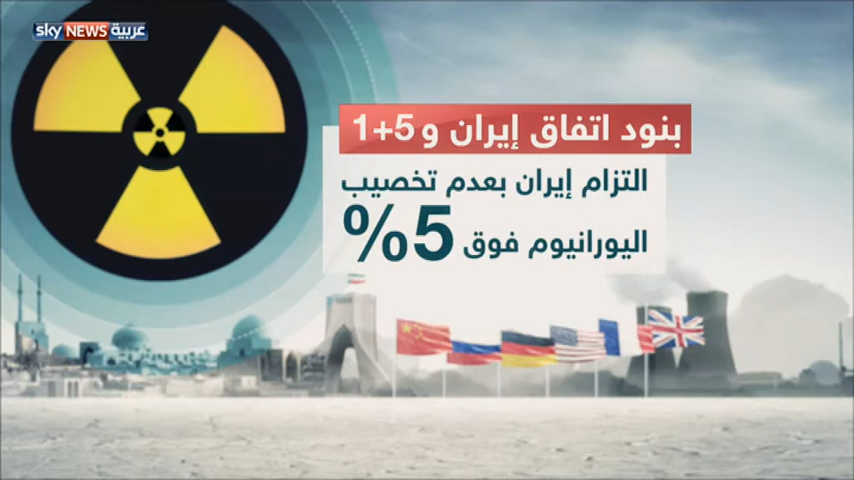 sky NEWS عربية
بنود اتفاق إيران و 5+1
التزام إيران بعدم تخصيب
اليورانيوم فوق 5%